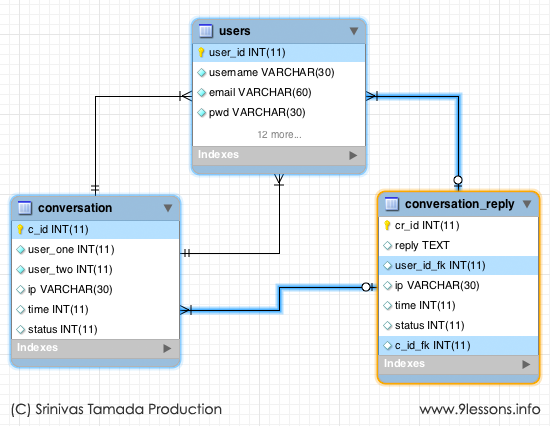 users
user_id INT(11)
username VARCHAR(30)
email VARCHAR(60)
pwd VARCHAR(30)
12 more...
Indexes
conversation
c_id INT(11)
user_one INT(11)
user_two INT(11)
ip VARCHAR(30)
time INT(11)
status INT(11)
Indexes
conversation_reply
cr_id INT(11)
reply TEXT
user_id_fk INT(11)
ip VARCHAR(30)
time INT(11)
status INT(11)
c_id_fk INT(11)
Indexes
(C) Srinivas Tamada Production
www.9lessons.info